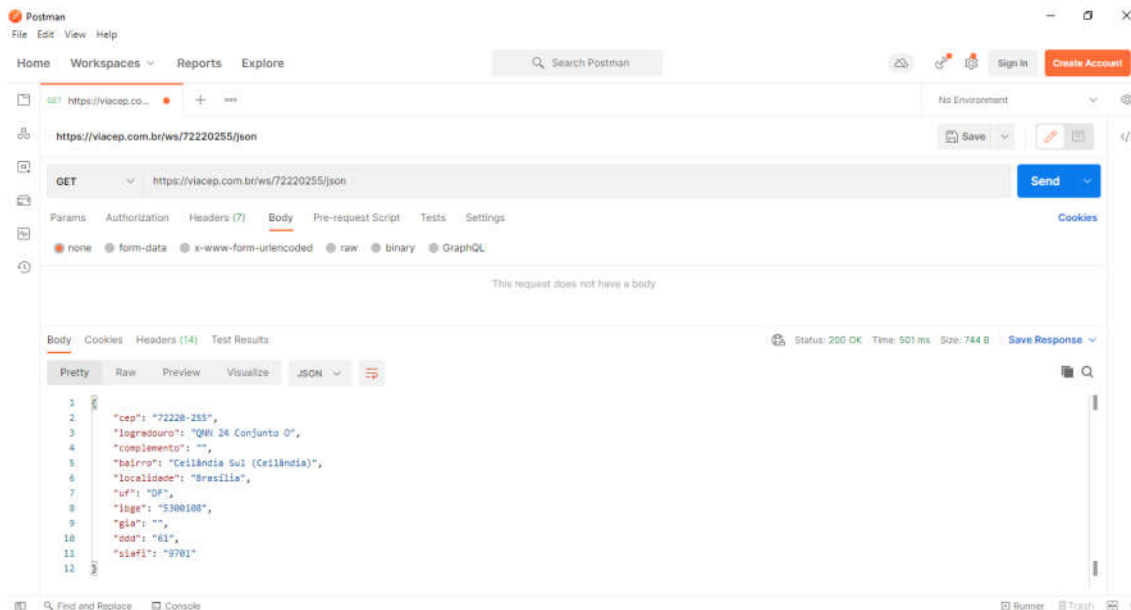 Postman
File Edit View Help
Home Workspaces Reports Explore Search Postman Sign In Create Account
GET https://viacep.co... No Environment
https://viacep.com.br/ws/72220255/json Save
GET https://viacep.com.br/ws/72220255/json Send
Params Authorization Headers (7) Body Pre-request Script Tests Settings Cookies
none form-data x-www-form-urlencoded raw binary GraphQL
This request does not have a body
Body Cookies Headers (14) Test Results Status: 200 OK Time: 501 ms Size: 744 B Save Response
Pretty Raw Preview Visualize JSON
1 {
2 "cep": "72220-255",
3 "logradouro": "QNN 24 Conjunto O",
4 "complemento": "",
5 "bairro": "Ceilândia Sul (Ceilândia)",
6 "localidade": "Brasília",
7 "uf": "DF",
8 "ibge": "5300108",
9 "gia": "",
10 "ddd": "61",
11 "siafi": "9701"
12 }
Find and Replace Console Runner Trash